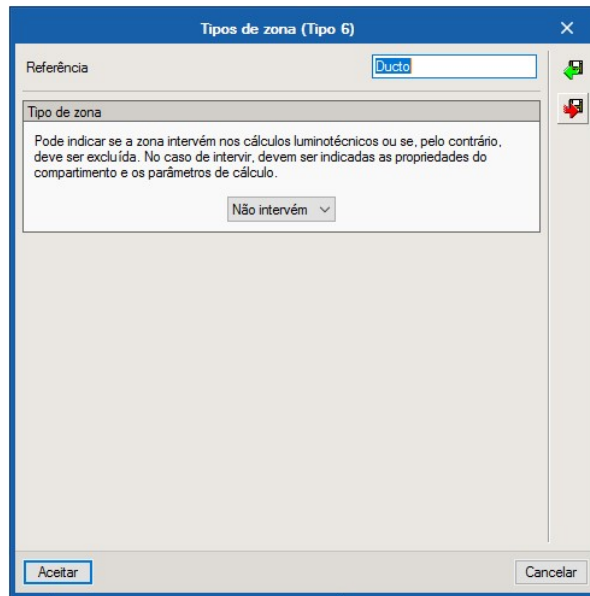 Tipos de zona (Tipo 6)
Referência
Ducto
Tipo de zona
Pode indicar se a zona intervém nos cálculos luminotécnicos ou se, pelo contrário,
deve ser excluída. No caso de intervir, devem ser indicadas as propriedades do
compartimento e os parâmetros de cálculo.
Não intervém
Aceitar
Cancelar